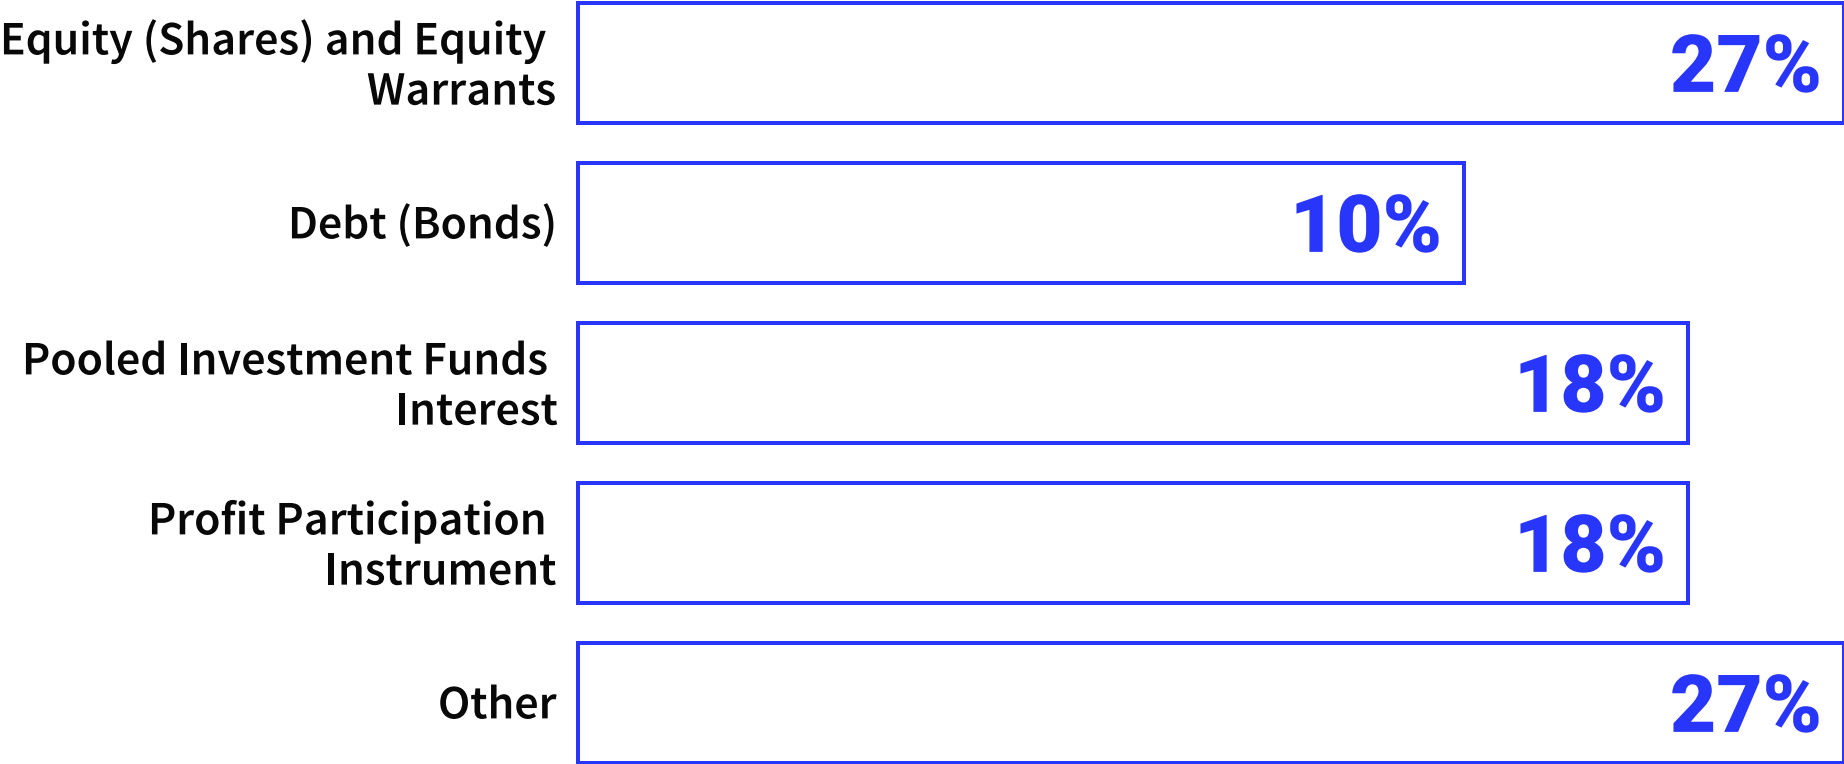 Equity (Shares) and Equity
Warrants
27%
Debt (Bonds)
10%
Pooled Investment Funds
Interest
18%
Profit Participation
Instrument
18%
Other
27%